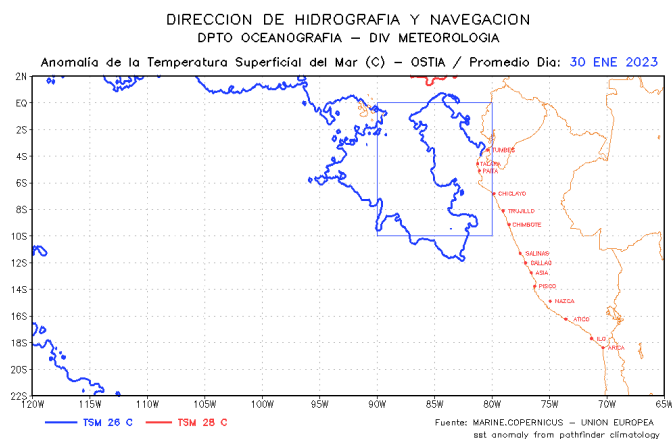 DIRECCION DE HIDROGRAFIA Y NAVEGACION
DPTO OCEANOGRAFIA – DIV METEOROLOGIA
Anomalía de la Temperatura Superficial del Mar (C) – OSTIA / Promedio Dia: 30 ENE 2023
2N
EQ
2S
4S
6S
8S
10S
12S
14S
16S
18S
20S
22S
TUMBES
TALARA
PAITA
CHICLAYO
TRUJILLO
CHIMBOTE
SALINAS
CALLAO
ASIA
PISCO
NAZCA
ATICO
ILO
ARICA
120W 115W 110W 105W 100W 95W 90W 85W 80W 75W 70W 65W
TSM 26 C TSM 28 C
Fuente: MARINE.COPERNICUS – UNION EUROPEA
sst anomaly from pathfinder climatology